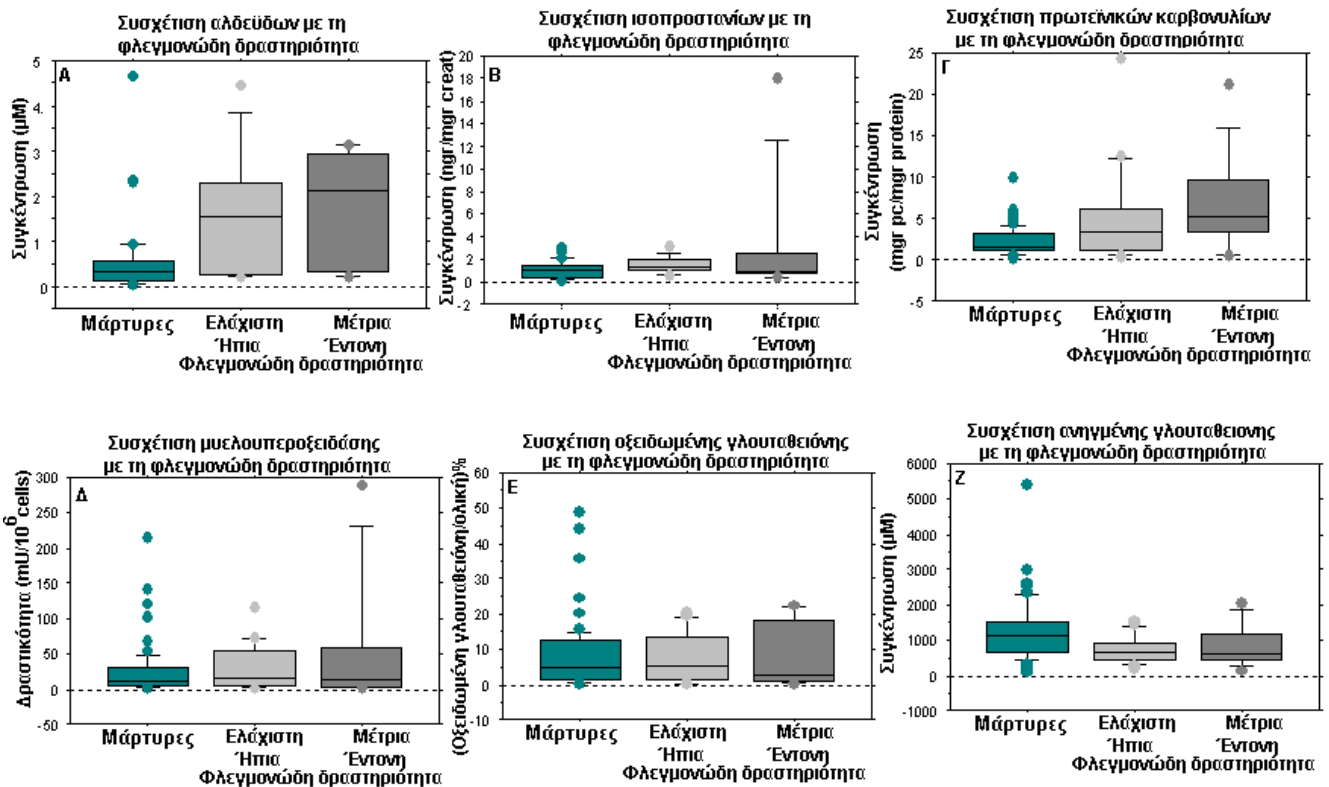 Συσχέτιση αλδεϋδων με τη
φλεγμονώδη δραστηριότητα
Α
5
4
3
2
1
0
Συγκέντρωση (μΜ)
Μάρτυρες
Ελάχιστη
Ήπια
Μέτρια
Έντονη
Φλεγμονώδη δραστηριότητα
Συσχέτιση ισοπροστανίων με τη
φλεγμονώδη δραστηριότητα
Β
20
18
16
14
12
10
8
6
4
2
0
-2
Συγκέντρωση (ngr/mgr creat)
Μάρτυρες
Ελάχιστη
Ήπια
Μέτρια
Έντονη
Φλεγμονώδη δραστηριότητα
Συσχέτιση πρωτεϊνικών καρβονυλίων
με τη φλεγμονώδη δραστηριότητα
Γ
25
20
15
10
5
0
5
Συγκέντρωση
(mgr pc/mgr protein)
Μάρτυρες
Ελάχιστη
Ήπια
Μέτρια
Έντονη
Φλεγμονώδη δραστηριότητα
Συσχέτιση μυελουπεροξειδάσης
με τη φλεγμονώδη δραστηριότητα
Δ
300
250
200
150
100
50
0
-50
Δραστικότητα (mU/10⁶cells)
Μάρτυρες
Ελάχιστη
Ήπια
Μέτρια
Έντονη
Φλεγμονώδη δραστηριότητα
Συσχέτιση οξειδωμένης γλουταθειόνης
με τη φλεγμονώδη δραστηριότητα
Ε
60
50
40
30
20
10
0
-10
(Οξειδωμένη γλουταθειόνη/ολική)%
Μάρτυρες
Ελάχιστη
Ήπια
Μέτρια
Έντονη
Φλεγμονώδη δραστηριότητα
Συσχέτιση ανηγμένης γλουταθειονης
με τη φλεγμονώδη δραστηριότητα
Ζ
6000
5000
4000
3000
2000
1000
0
-1000
Συγκέντρωση (μΜ)
Μάρτυρες
Ελάχιστη
Ήπια
Μέτρια
Έντονη
Φλεγμονώδη δραστηριότητα